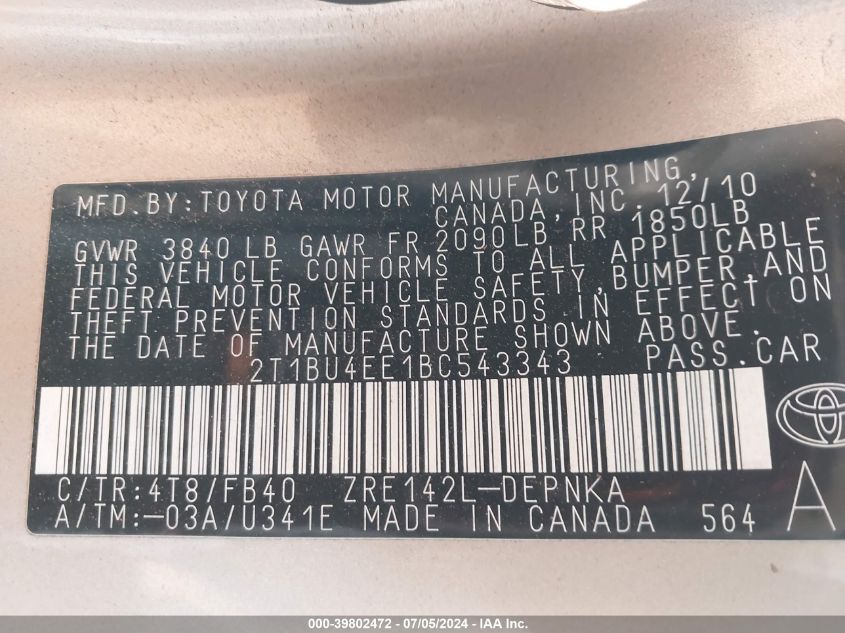 MFD. BY: TOYOTA MOTOR MANUFACTURING,
CANADA, INC. 12/10
GVWR 3840 LB GAWR FR 2090LB RR 1850LB
THIS VEHICLE CONFORMS TO ALL APPLICABLE
FEDERAL MOTOR VEHICLE SAFETY,BUMPER,AND
THEFT PREVENTION STANDARDS IN EFFECT ON
THE DATE OF MANUFACTURE SHOWN ABOVE.
2T1BU4EE1BC543343 PASS.CAR
C/TR:4T8/FB40 ZRE142L-DEPNKA
A/TM:-03A/U341E MADE IN CANADA 564 A
000-39802472 - 07/05/2024 - IAA, Inc.